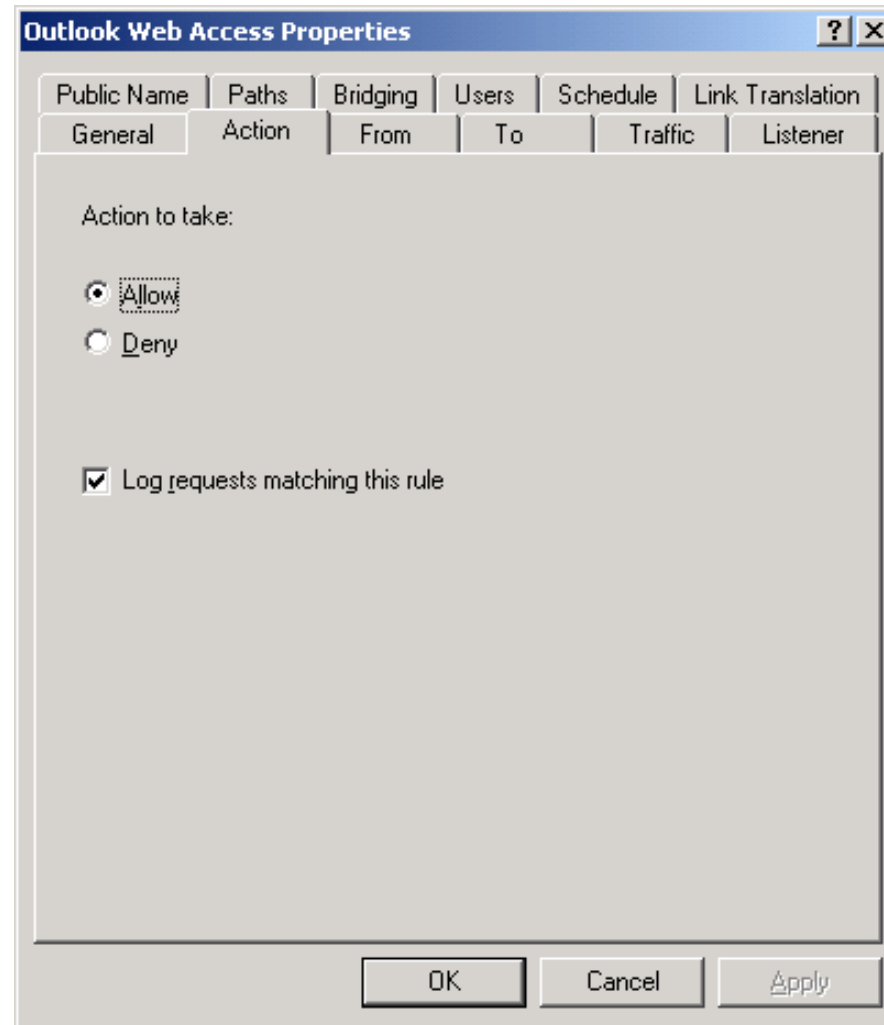 Outlook Web Access Properties
Public Name Paths Bridging Users Schedule Link Translation
General Action From To Traffic Listener
Action to take:
Allow
Deny
Log requests matching this rule
OK Cancel Apply